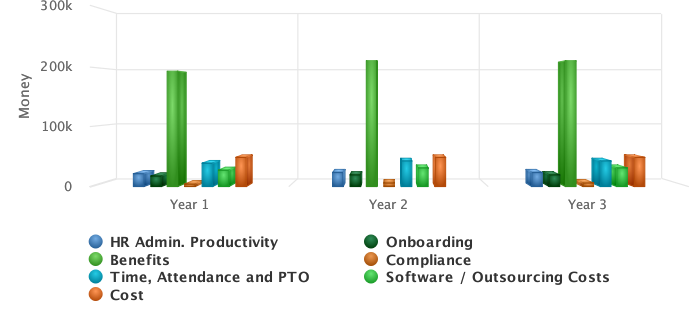 300k
200k
Money
100k
0
Year 1 Year 2 Year 3
HR Admin. Productivity Onboarding
Benefits Compliance
Time, Attendance and PTO Software / Outsourcing Costs
Cost